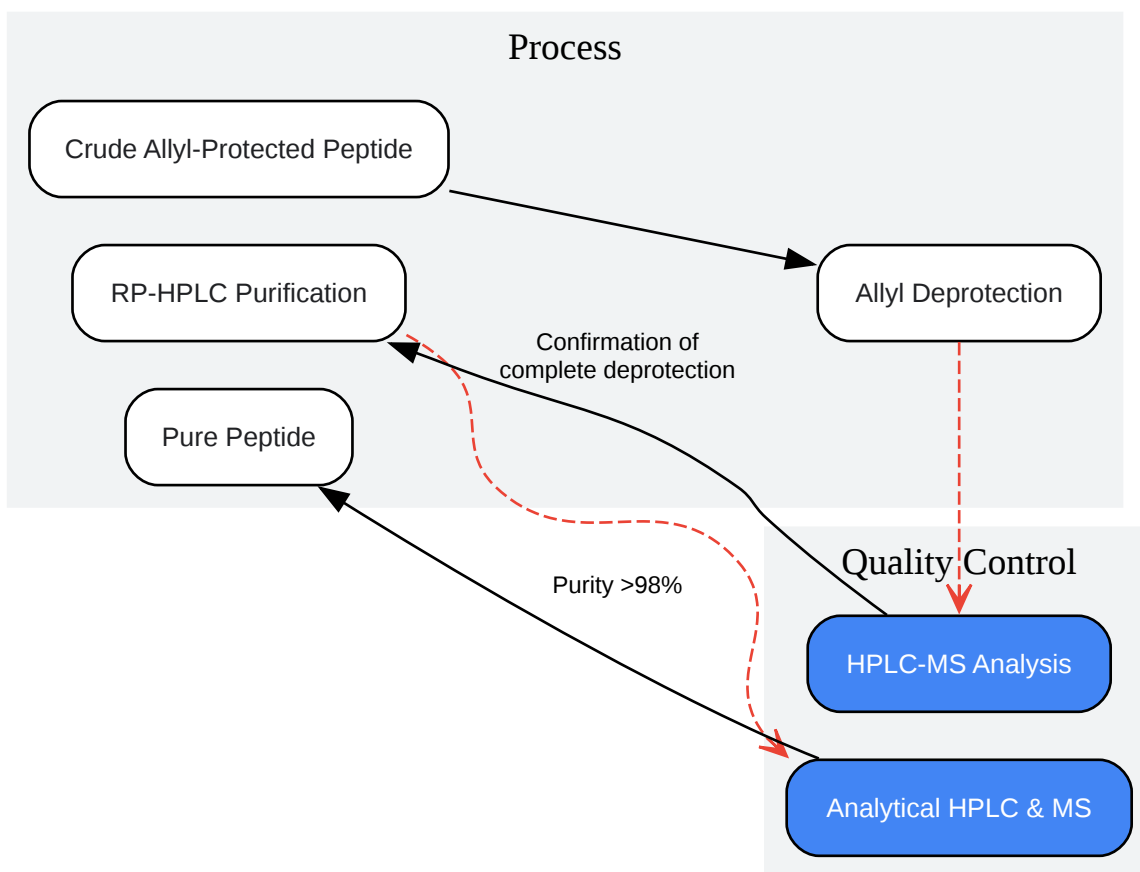 Process
Crude Allyl-Protected Peptide
RP-HPLC Purification
Allyl Deprotection
Confirmation of
complete deprotection
Pure Peptide
Quality Control
Purity >98%
HPLC-MS Analysis
Analytical HPLC & MS